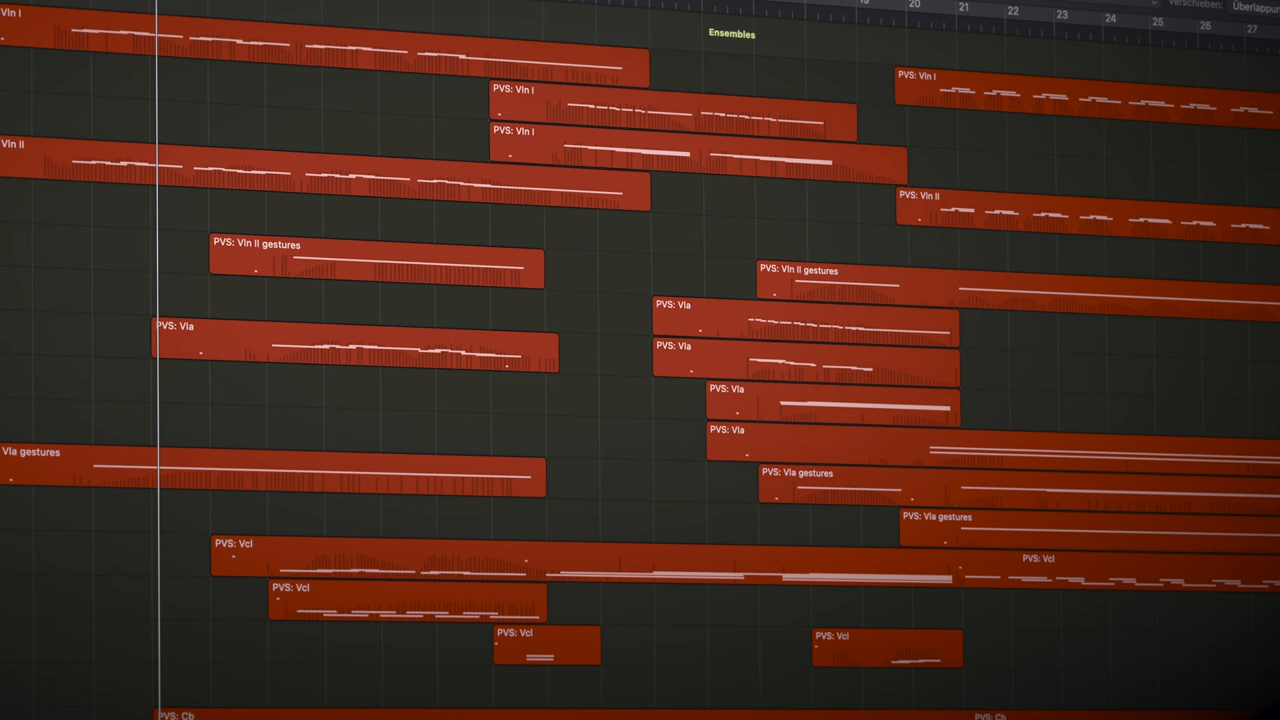 Verschieben:
Überlappun
20
21
22
23
24
25
26
27
Vln I
Ensembles
PVS: Vln I
PVS: Vln I
PVS: Vln I
Vln II
PVS: Vln II
PVS: Vln II gestures
PVS: Vln II gestures
PVS: Vla
PVS: Vla
PVS: Vla
PVS: Vla
PVS: Vla
Vla gestures
PVS: Vla gestures
PVS: Vla gestures
PVS: Vcl
PVS: Vcl
PVS: Vcl
PVS: Vcl
PVS: Vcl
PVS: Cb
PVS: Cb